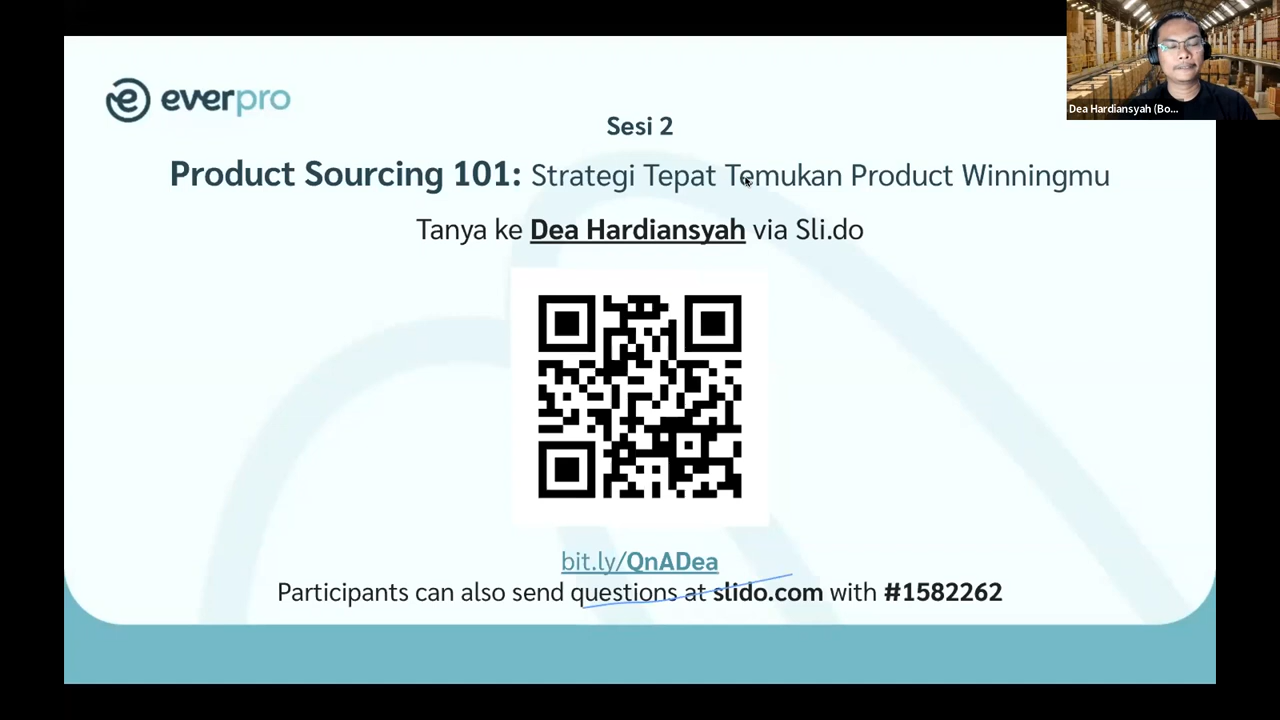 everpro
Dea Hardiansyah (Bo...
Sesi 2
Product Sourcing 101: Strategi Tepat Temukan Product Winningmu
Tanya ke Dea Hardiansyah via Sli.do
bit.ly/QnADea
Participants can also send questions at slido.com with #1582262